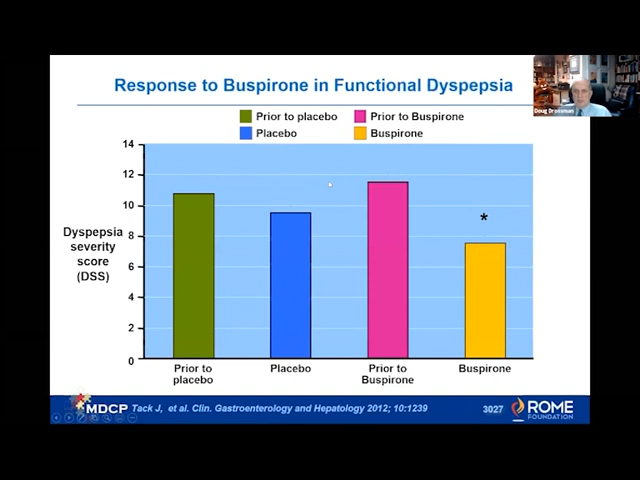 Response to Buspirone in Functional Dyspepsia
Doug Drossman
Prior to placebo
Prior to Buspirone
Placebo
Buspirone
14
12
10
8
6
4
2
0
Dyspepsia
severity
score
(DSS)
*
Prior to
placebo
Placebo
Prior to
Buspirone
Buspirone
MDCP
Tack J, et al. Clin. Gastroenterology and Hepatology 2012; 10:1239
3027
ROME
FOUNDATION